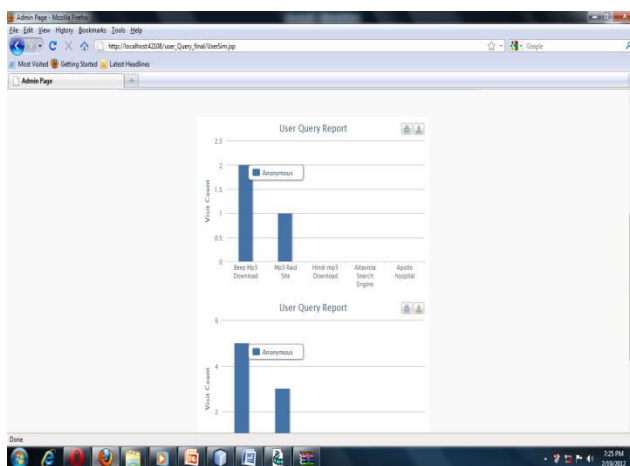 Admin Page - Mozilla Firefox
File Edit View History Bookmarks Tools Help
http://localhost:42108/user_Query_final/UserSim.jsp
Google
Most Visited Getting Started Latest Headlines
Admin Page
User Query Report
2.5
2
1.5
1
0.5
0
Visit Count
Anonymous
Beep Mp3 Download
Mp3 Raid Site
Hindi mp3 Download
Altavista Search Engine
Apollo hospital
User Query Report
6
4
2
Visit Count
Anonymous
Done
7:25 PM
2/19/2012